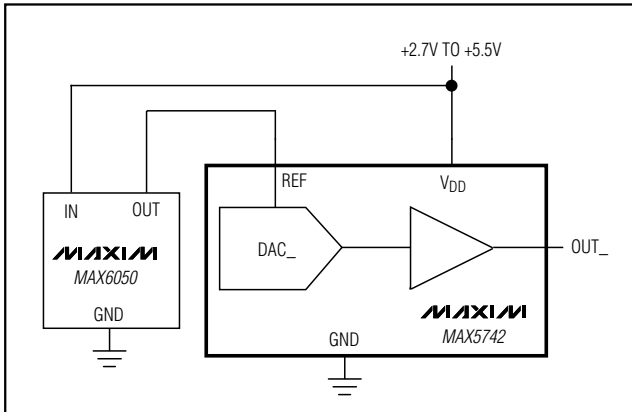 +2.7V TO +5.5V
REF
VDD
IN OUT
MAXIM
MAX6050
DAC_
OUT_
MAXIM
MAX5742
GND
GND